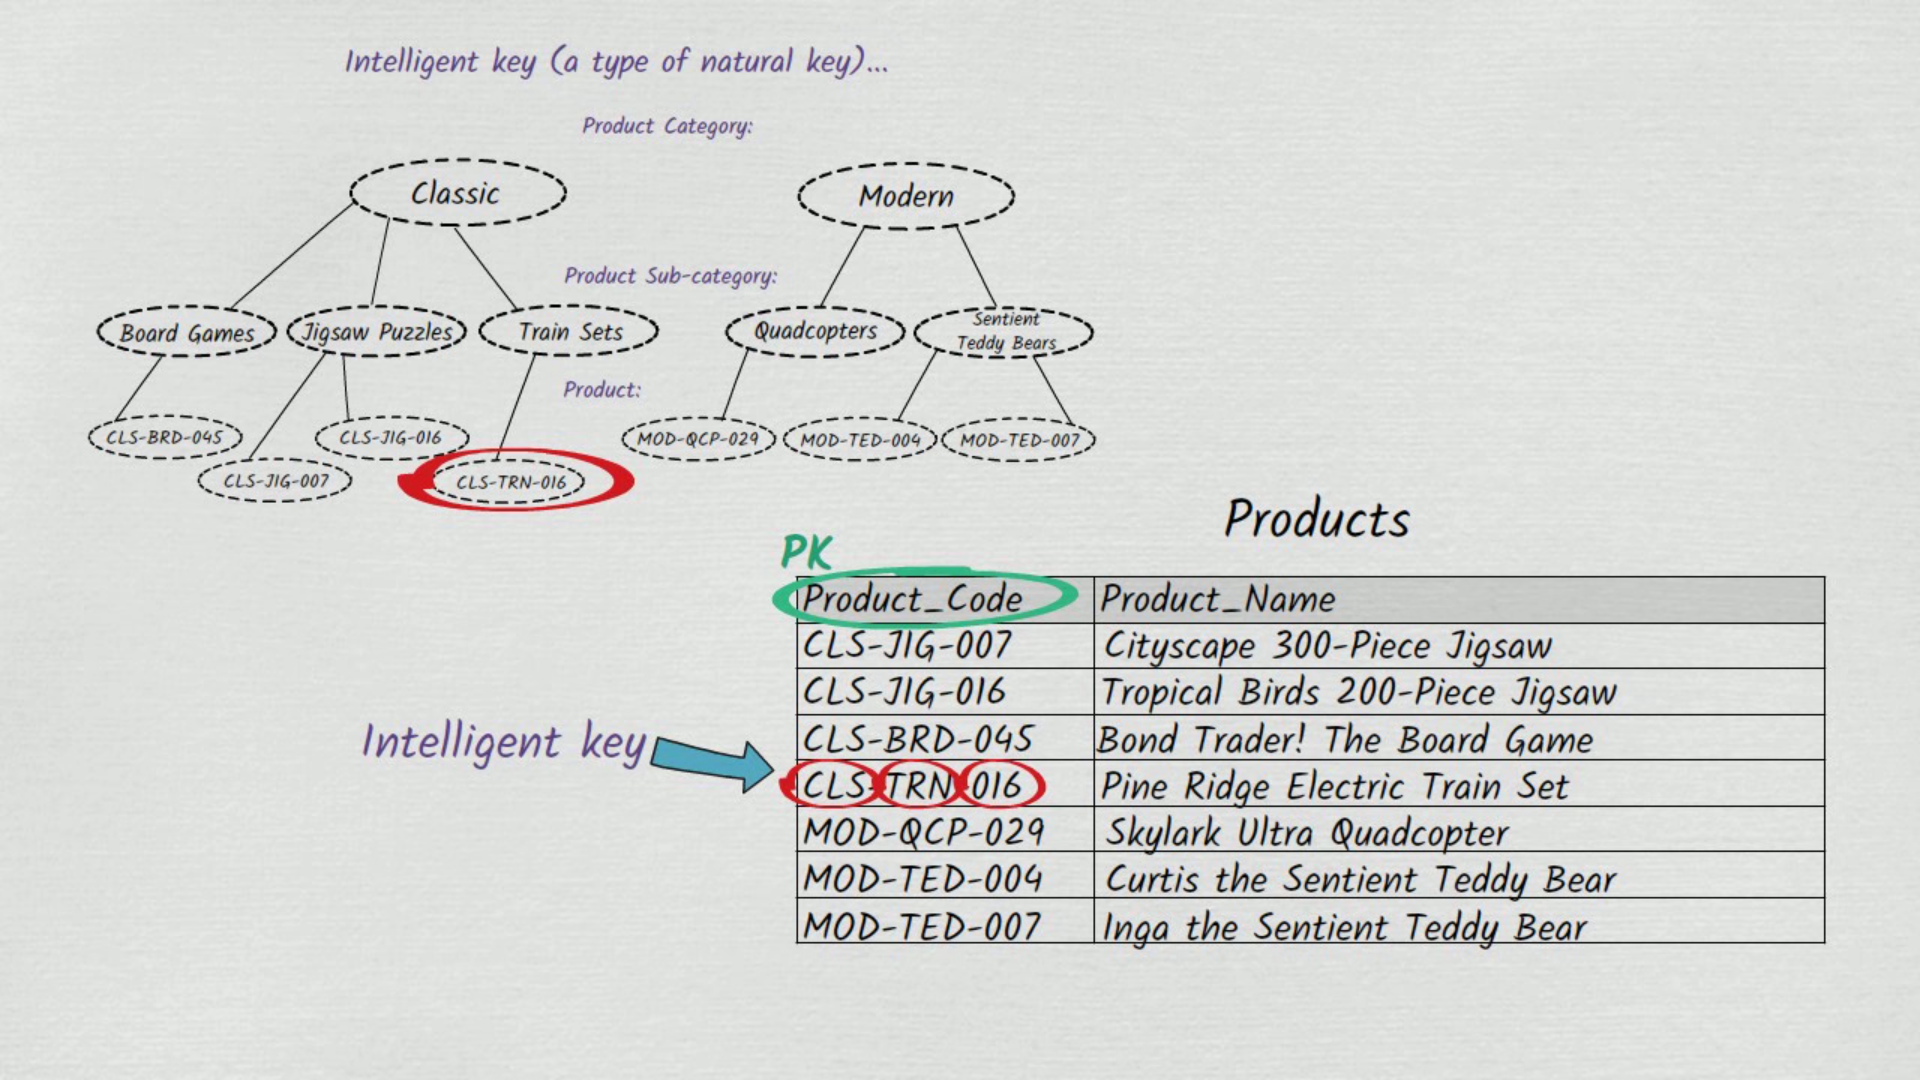 Intelligent key (a type of natural key)...
Product Category:
Classic
Modern
Product Sub-category:
Board Games
Jigsaw Puzzles
Train Sets
Quadcopters
Sentient
Teddy Bears
Product:
CLS-BRD-045
CLS-JIG-016
MOD-QCP-029
MOD-TED-004
MOD-TED-007
CLS-JIG-007
CLS-TRN-016
Products
PK
Product_Code Product_Name
CLS-JIG-007 Cityscape 300-Piece Jigsaw
CLS-JIG-016 Tropical Birds 200-Piece Jigsaw
CLS-BRD-045 Bond Trader! The Board Game
Intelligent key
CLS-TRN-016 Pine Ridge Electric Train Set
MOD-QCP-029 Skylark Ultra Quadcopter
MOD-TED-004 Curtis the Sentient Teddy Bear
MOD-TED-007 Inga the Sentient Teddy Bear